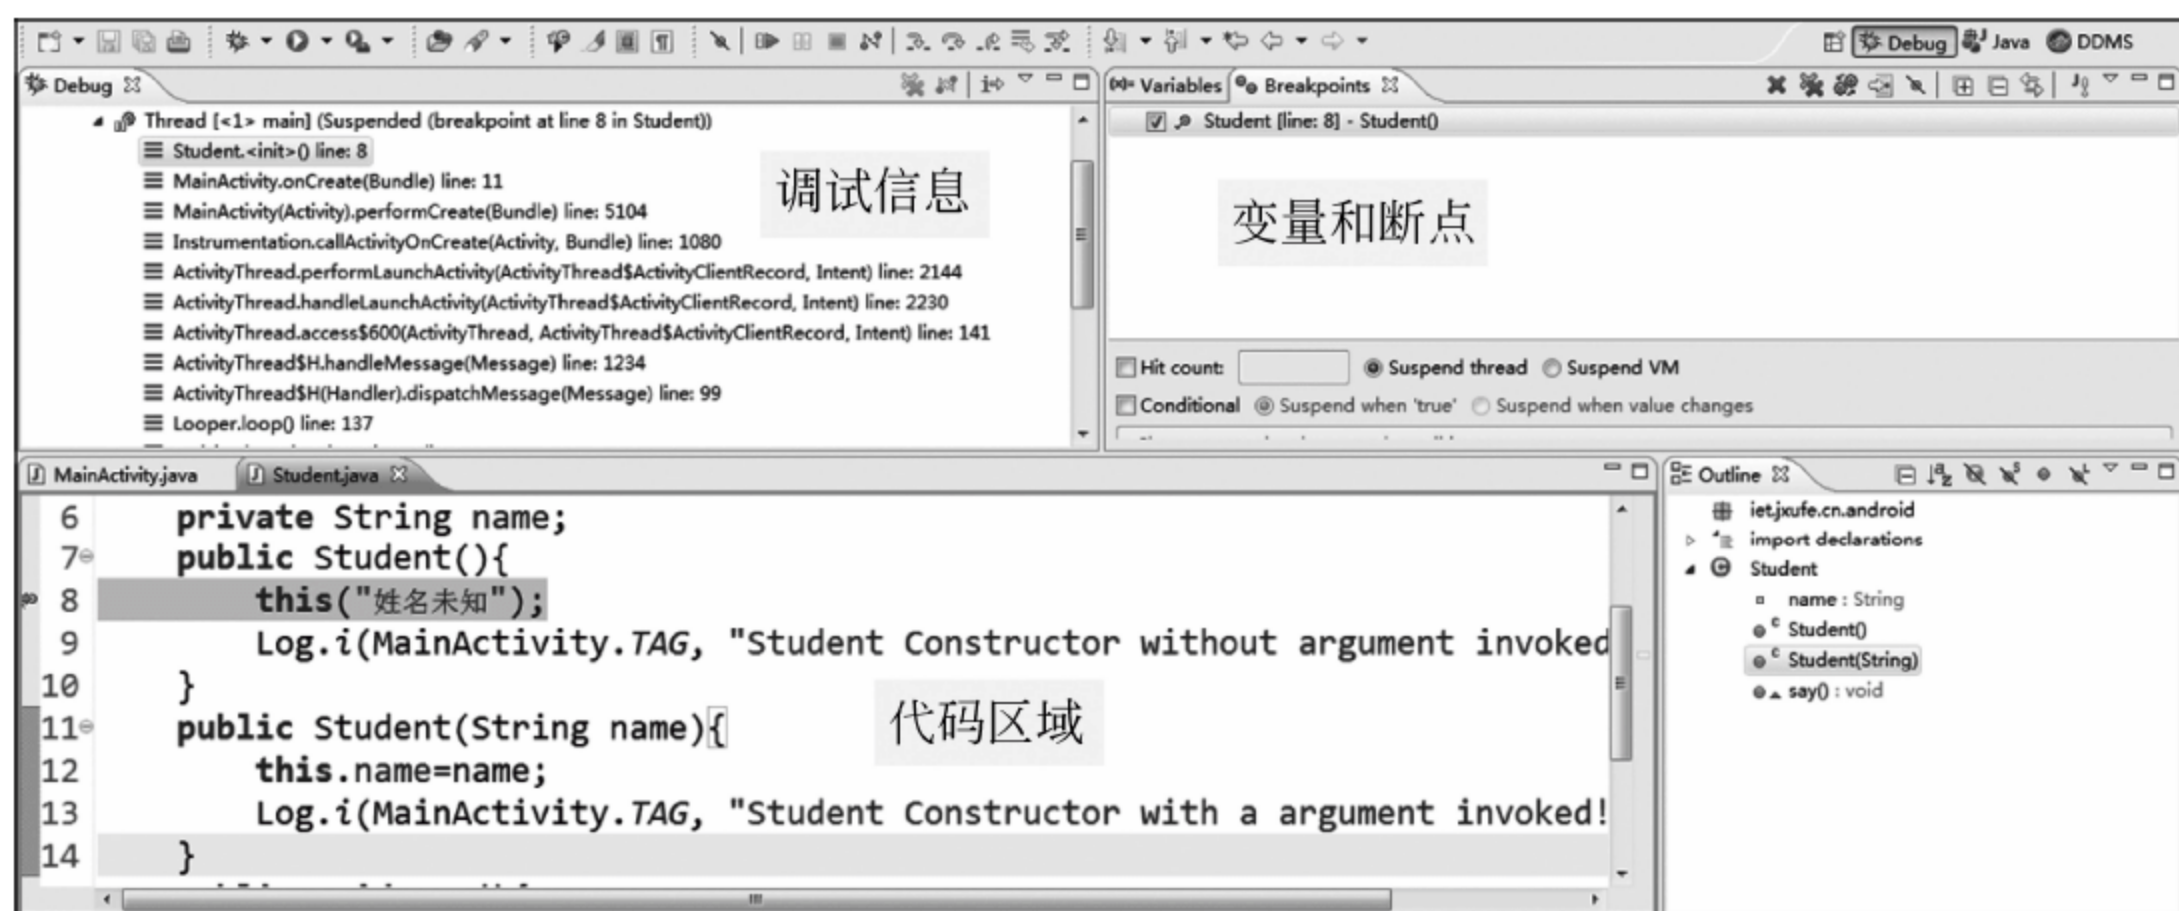 Debug Java DDMS
Debug
Thread [<1> main] (Suspended (breakpoint at line 8 in Student))
Student.<init>() line: 8
MainActivity.onCreate(Bundle) line: 11
MainActivity(Activity).performCreate(Bundle) line: 5104
Instrumentation.callActivityOnCreate(Activity, Bundle) line: 1080
ActivityThread.performLaunchActivity(ActivityThread$ActivityClientRecord, Intent) line: 2144
ActivityThread.handleLaunchActivity(ActivityThread$ActivityClientRecord, Intent) line: 2230
ActivityThread.access$600(ActivityThread, ActivityThread$ActivityClientRecord, Intent) line: 141
ActivityThread$H.handleMessage(Message) line: 1234
ActivityThread$H(Handler).dispatchMessage(Message) line: 99
Looper.loop() line: 137
调试信息
Variables Breakpoints
Student [line: 8] - Student()
变量和断点
Hit count: Suspend thread Suspend VM
Conditional Suspend when 'true' Suspend when value changes
MainActivity.java Student.java
6 private String name;
7 public Student(){
8 this("姓名未知");
9 Log.i(MainActivity.TAG, "Student Constructor without argument invoked
10 }
11 public Student(String name){
12 this.name=name;
13 Log.i(MainActivity.TAG, "Student Constructor with a argument invoked!
14 }
代码区域
Outline
iet.jxufe.cn.android
import declarations
Student
name : String
Student()
Student(String)
say() : void